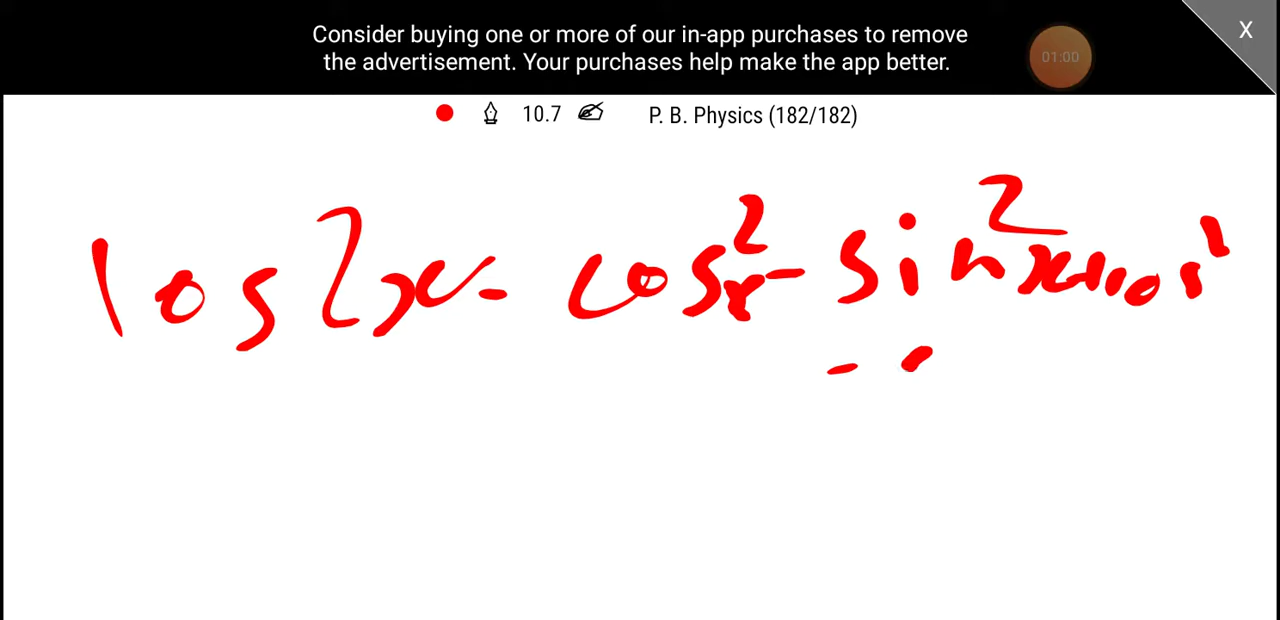 Consider buying one or more of our in-app purchases to remove
the advertisement. Your purchases help make the app better.
01:00
X
10.7 P. B. Physics (182/182)
log 2x - cos²x - sin²x